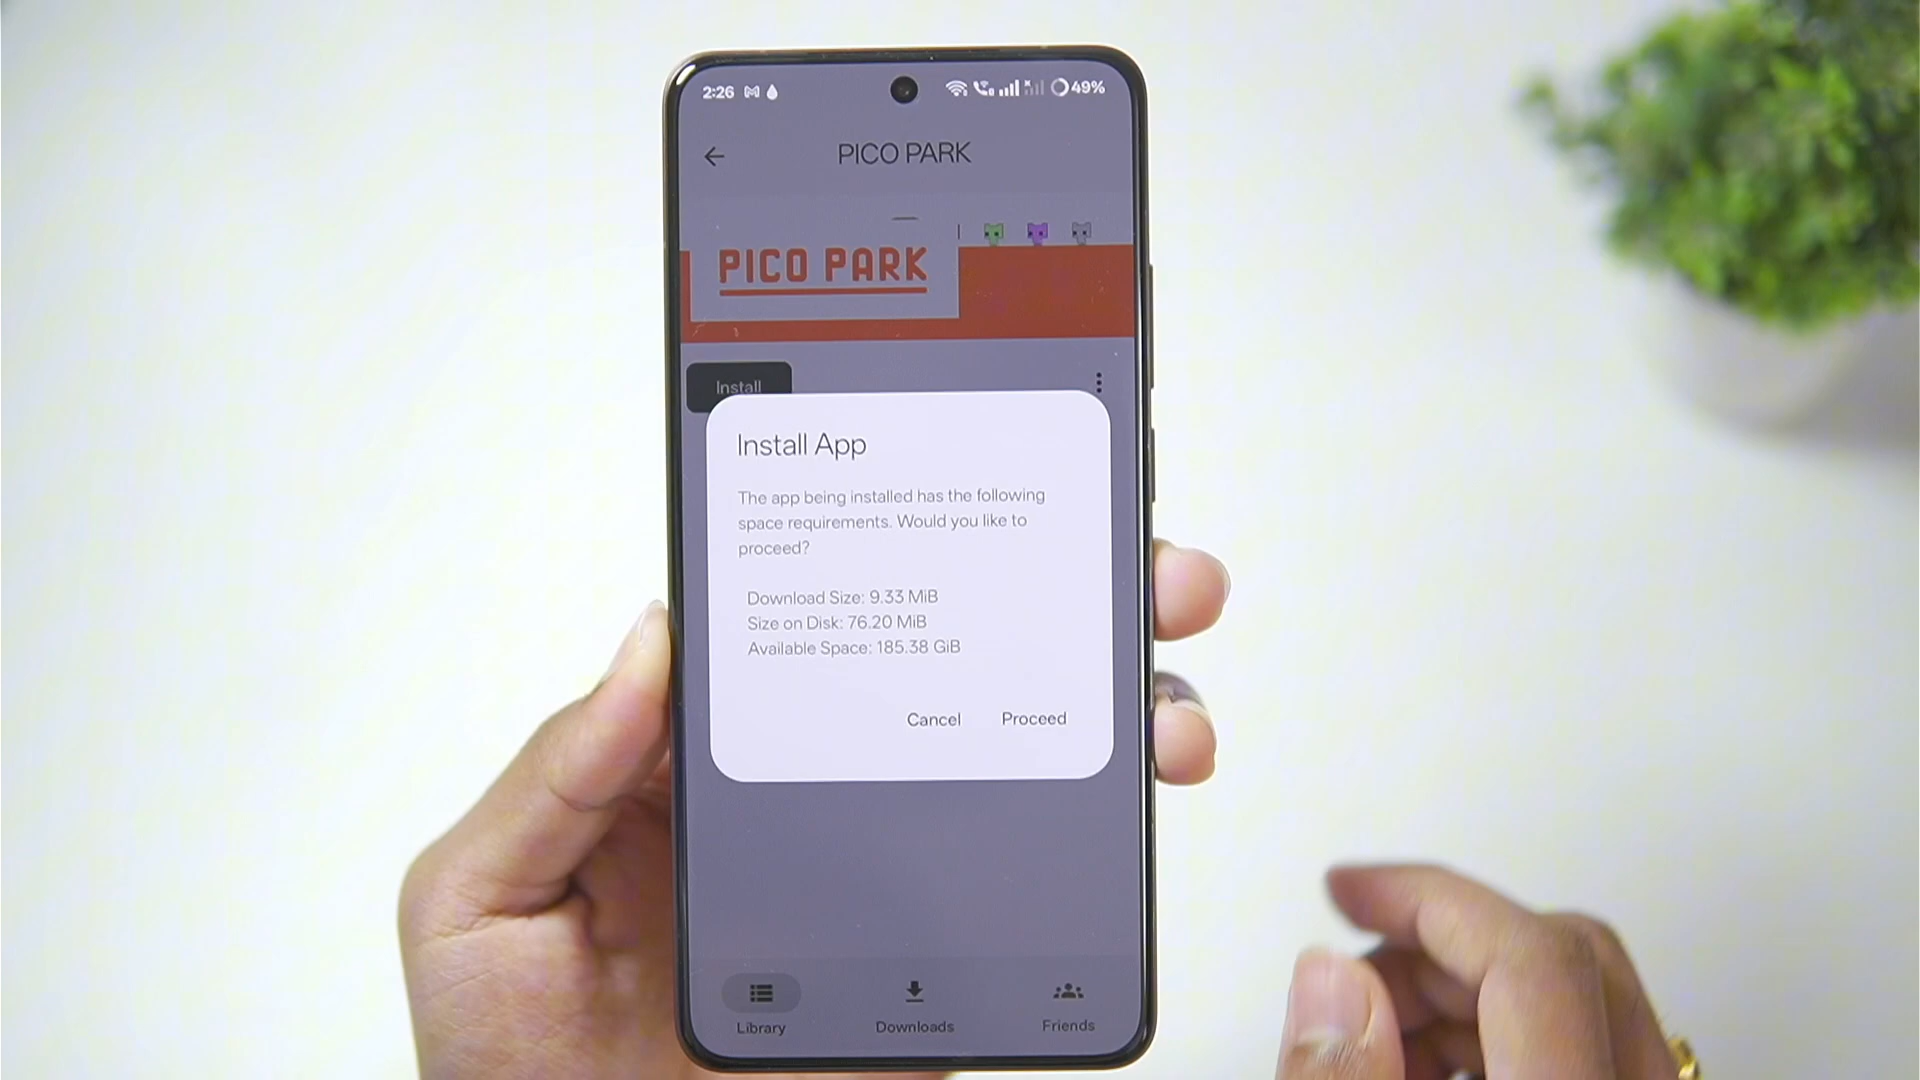 2:26
49%
PICO PARK
PICO PARK
Install
Install App
The app being installed has the following
space requirements. Would you like to
proceed?
Download Size: 9.33 MiB
Size on Disk: 76.20 MiB
Available Space: 185.38 GiB
Cancel Proceed
Library Downloads Friends